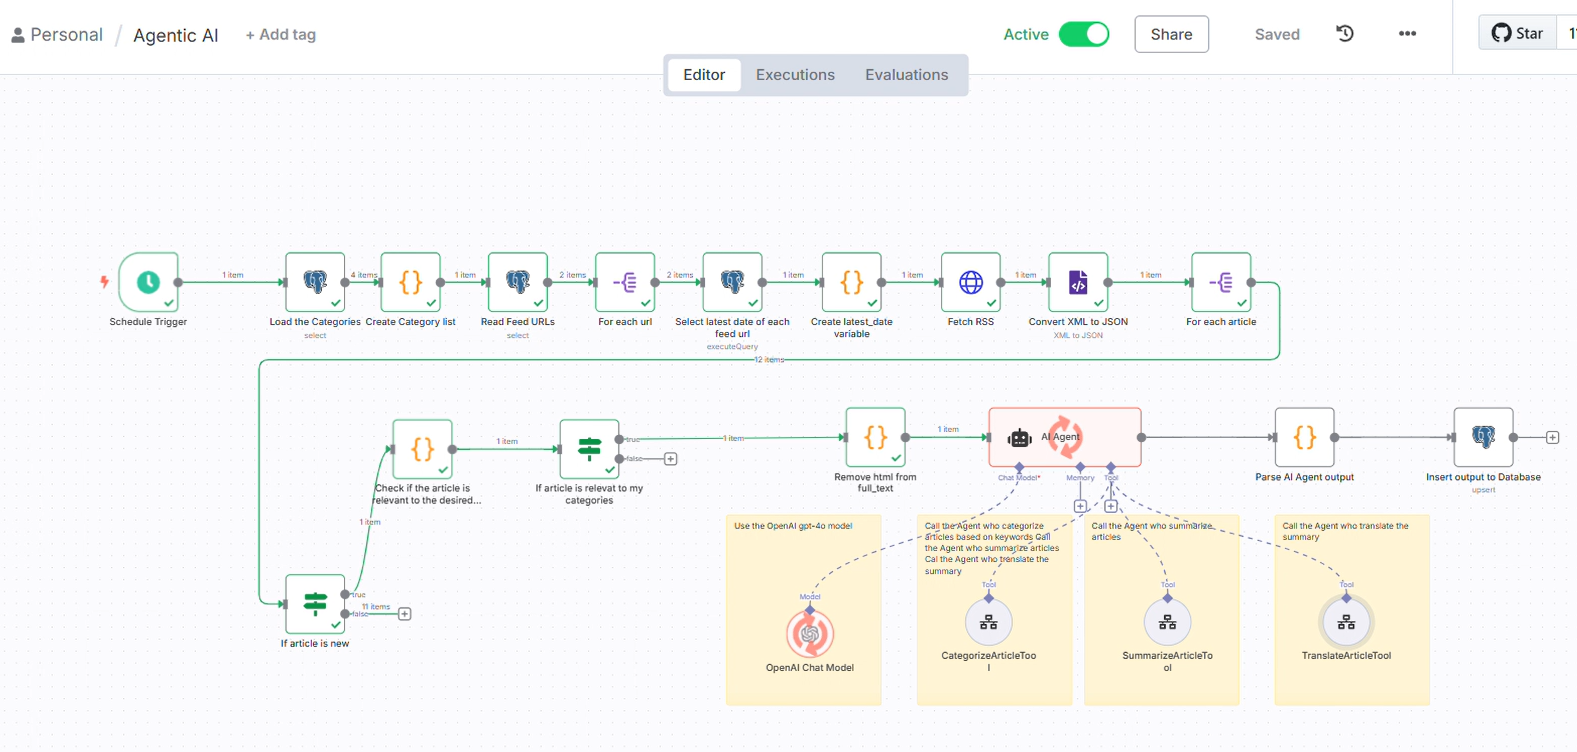 Personal / Agentic AI + Add tag
Active Share Saved ••• Star
Editor Executions Evaluations
1 item 4 items 1 item 2 items 2 items 1 item 1 item 1 item 1 item
Schedule Trigger
Load the Categories
select
Create Category list
Read Feed URLs
select
For each url
Select latest date of each
feed url
executeQuery
Create latest_date
variable
Fetch RSS
Convert XML to JSON
XML to JSON
For each article
12 items
Check if the article is
relevant to the desired...
1 item
If article is relevat to my
categories
true
false
1 item
Remove html from
full_text
1 item
AI Agent
Chat Model*
Memory
Tool
Parse AI Agent output
Insert output to Database
upsert
1 item
true
11 items
false
If article is new
Use the OpenAI gpt-4o model
Model
OpenAI Chat Model
Call the Agent who categorize
articles based on keywords Call
the Agent who summarize articles
Cal the Agent who translate the
summary
Tool
CategorizeArticleToo
l
Call the Agent who summarize
articles
Tool
SummarizeArticleTo
ol
Call the Agent who translate the
summary
Tool
TranslateArticleTool